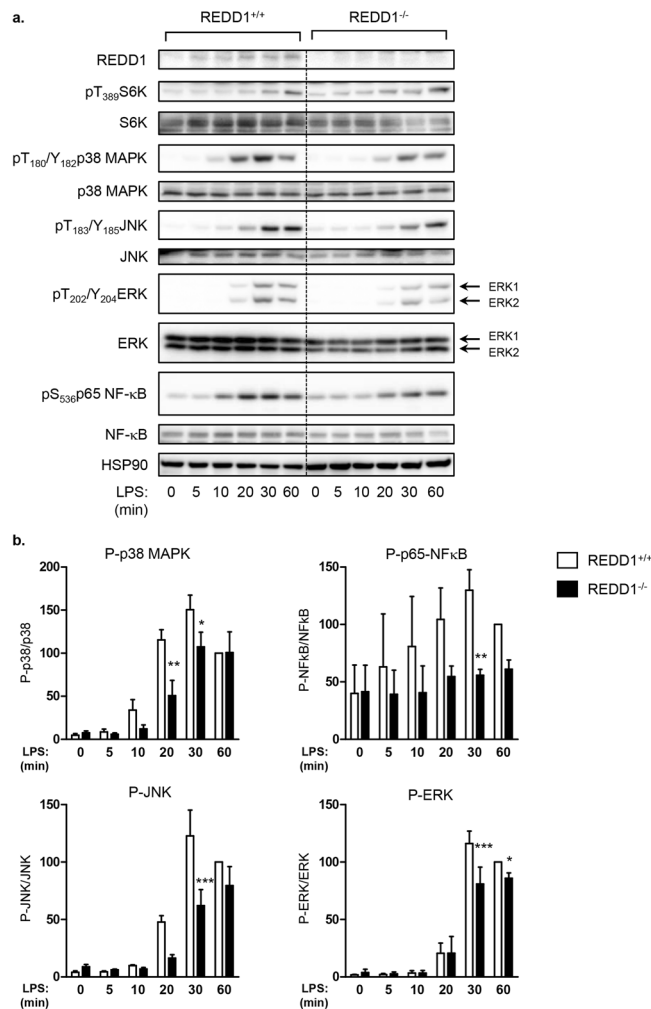 a.
REDD1+/+ REDD1-/-
REDD1
pT389S6K
S6K
pT180/Y182p38 MAPK
p38 MAPK
pT183/Y185JNK
JNK
pT202/Y204ERK
ERK1
ERK2
ERK
ERK1
ERK2
pS536p65 NF-κB
NF-κB
HSP90
LPS: 0 5 10 20 30 60 0 5 10 20 30 60
(min)
b.
P-p38 MAPK
P-p38/p38
200
150
100
50
0
** *
LPS: 0 5 10 20 30 60
(min)
P-p65-NFκB
P-NFkB/NFkB
150
100
50
0
**
LPS: 0 5 10 20 30 60
(min)
REDD1+/+
REDD1-/-
P-JNK
P-JNK/JNK
150
100
50
0
***
LPS: 0 5 10 20 30 60
(min)
P-ERK
P-ERK/ERK
150
100
50
0
*** *
LPS: 0 5 10 20 30 60
(min)